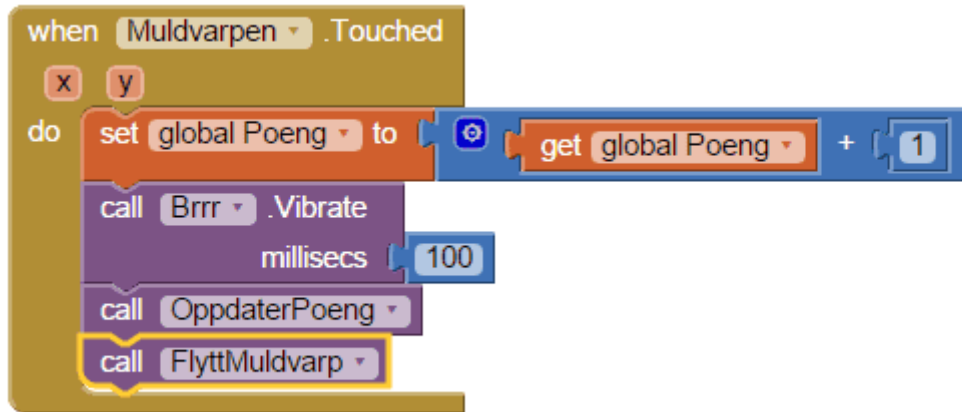 when Muldvarpen .Touched
x y
do set global Poeng to get global Poeng + 1
call Brrr .Vibrate
millisecs 100
call OppdaterPoeng
call FlyttMuldvarp